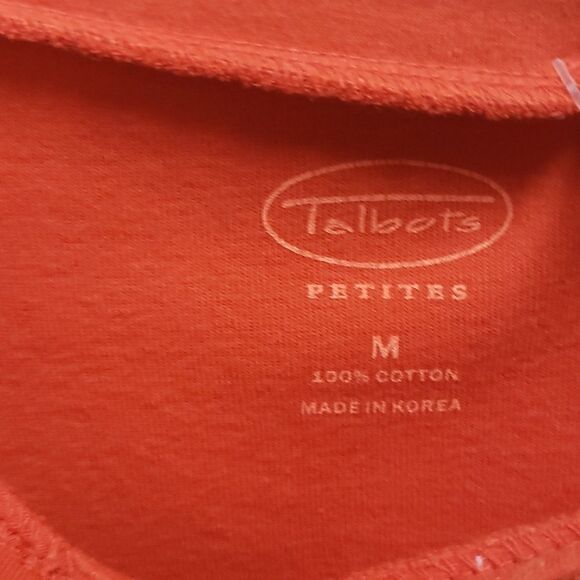 Talbots
PETITES
M
100% COTTON
MADE IN KOREA